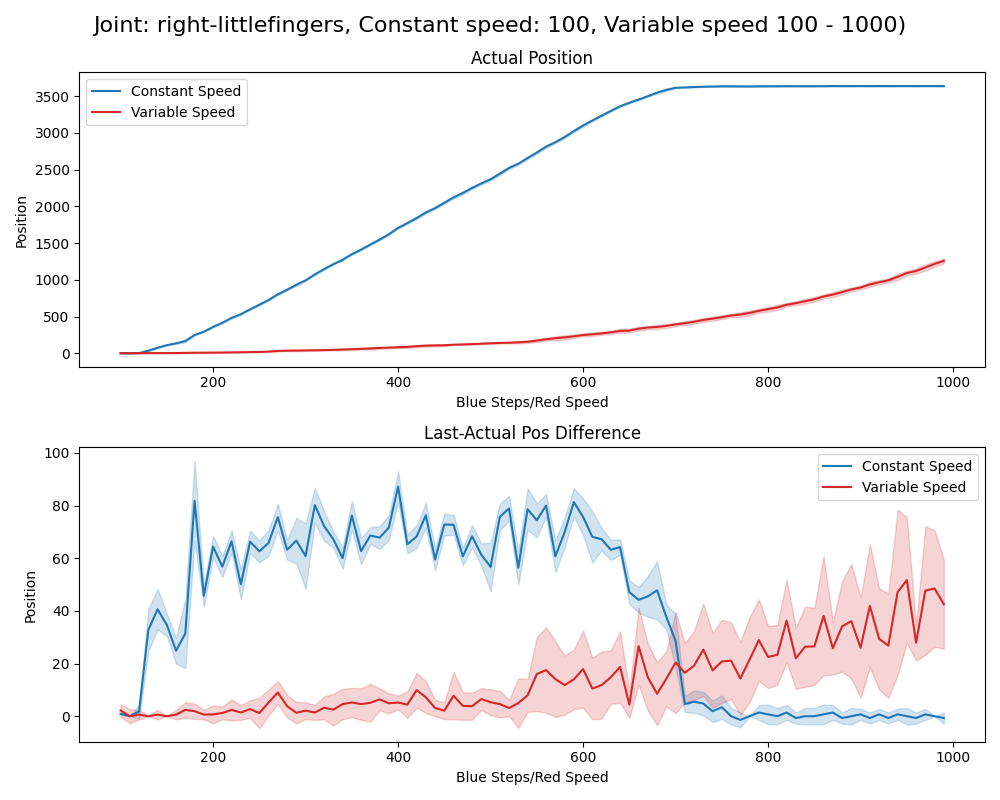 Joint: right-littlefingers, Constant speed: 100, Variable speed 100 - 1000)
Actual Position
Constant Speed
Variable Speed
Position
3500
3000
2500
2000
1500
1000
500
0
200 400 600 800 1000
Blue Steps/Red Speed
Last-Actual Pos Difference
Constant Speed
Variable Speed
Position
100
80
60
40
20
0
200 400 600 800 1000
Blue Steps/Red Speed